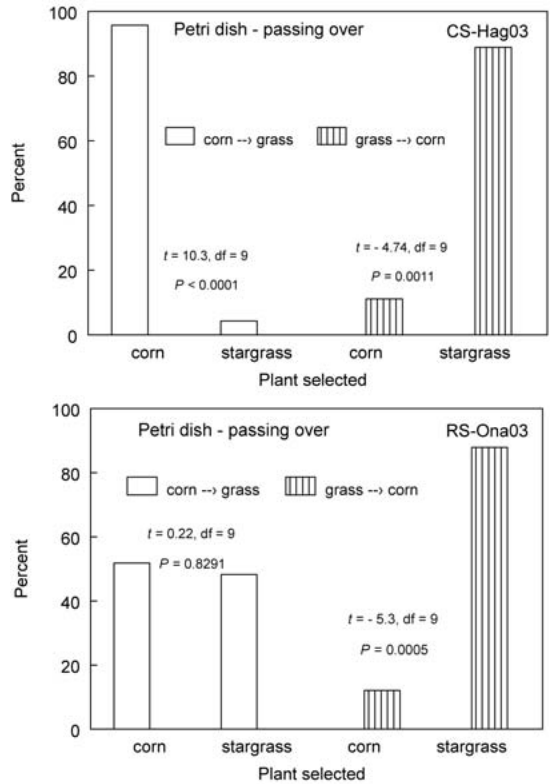 100
Petri dish - passing over
CS-Hag03
80
Percent
60
corn --> grass
grass --> corn
40
t = 10.3, df = 9
t = - 4.74, df = 9
20
P < 0.0001
P = 0.0011
0
corn
stargrass
corn
stargrass
Plant selected
100
Petri dish - passing over
RS-Ona03
80
corn --> grass
grass --> corn
Percent
60
t = 0.22, df = 9
P = 0.8291
40
t = - 5.3, df = 9
P = 0.0005
20
0
corn
stargrass
corn
stargrass
Plant selected